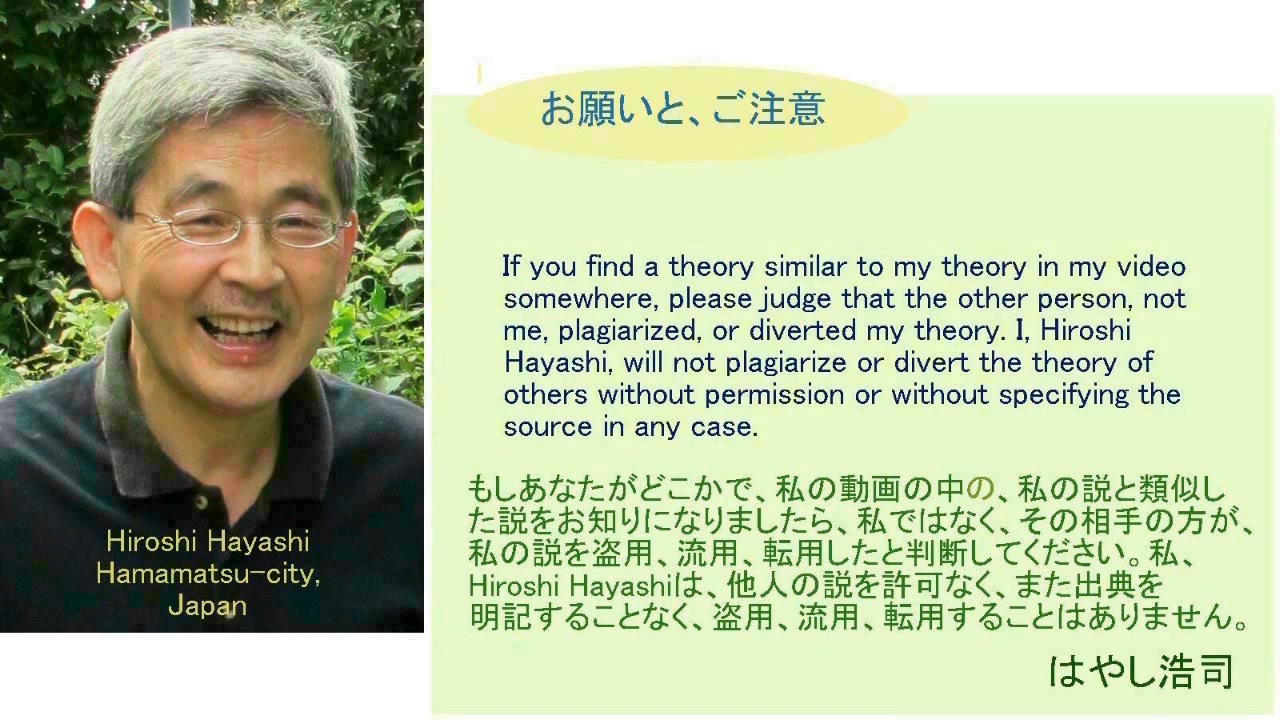 お願いと、ご注意
If you find a theory similar to my theory in my video
somewhere, please judge that the other person, not
me, plagiarized, or diverted my theory. I, Hiroshi
Hayashi, will not plagiarize or divert the theory of
others without permission or without specifying the
source in any case.
もしあなたがどこかで、私の動画の中の、私の説と類似し
た説をお知りになりましたら、私ではなく、その相手の方が、
私の説を盗用、流用、転用したと判断してください。私、
Hiroshi Hayashiは、他人の説を許可なく、また出典を
明記することなく、盗用、流用、転用することはありません。
はやし浩司
Hiroshi Hayashi
Hamamatsu-city,
Japan